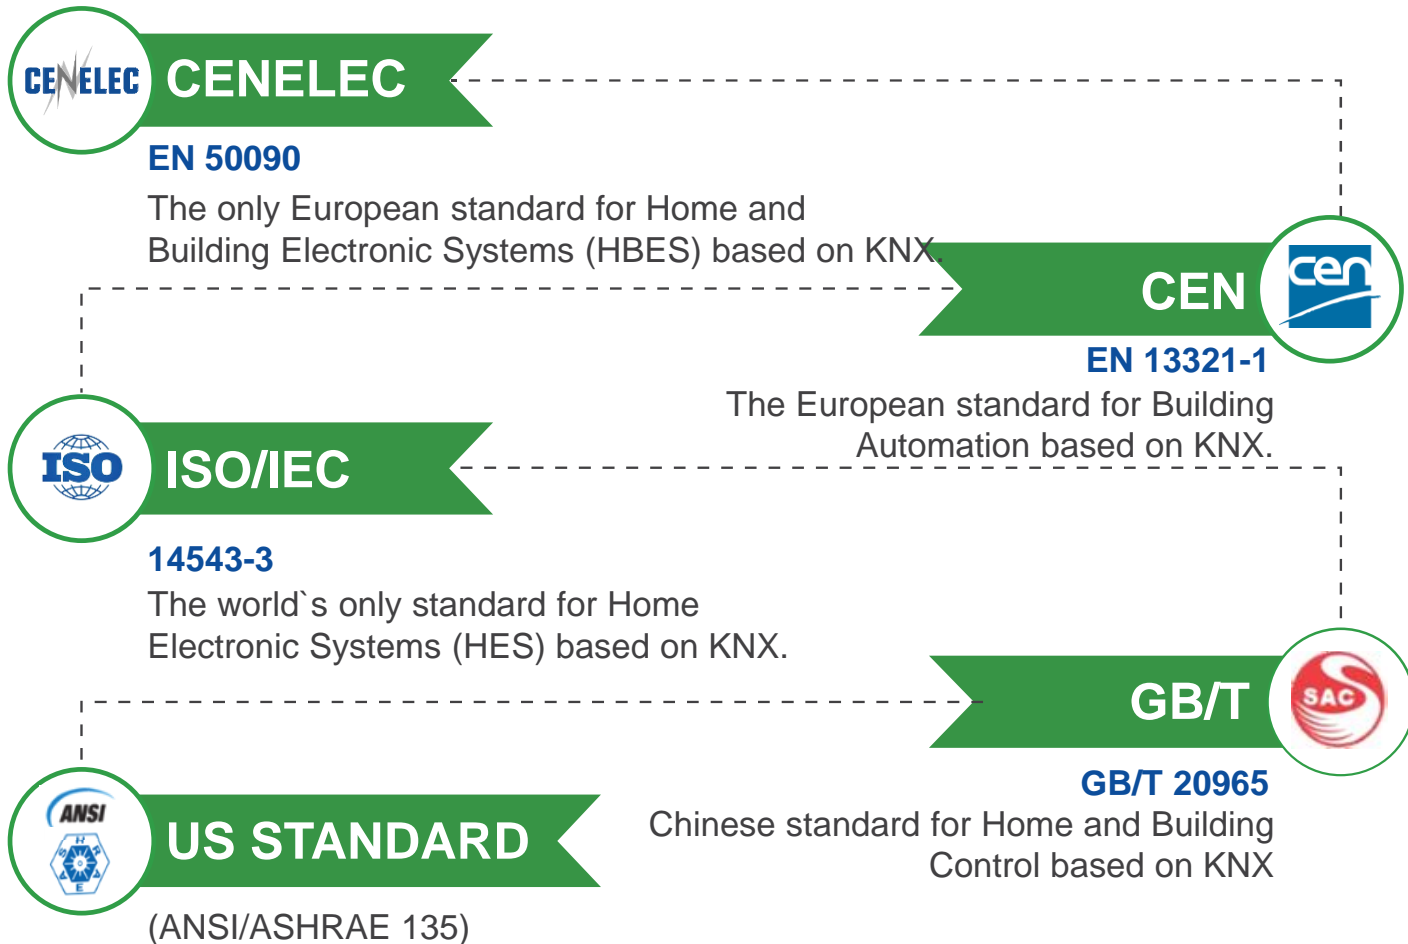 CENELEC CENELEC
EN 50090
The only European standard for Home and
Building Electronic Systems (HBES) based on KNX.
CEN cen
EN 13321-1
The European standard for Building
Automation based on KNX.
ISO ISO/IEC
14543-3
The world`s only standard for Home
Electronic Systems (HES) based on KNX.
GB/T SAC
GB/T 20965
Chinese standard for Home and Building
Control based on KNX
ANSI
US STANDARD
(ANSI/ASHRAE 135)